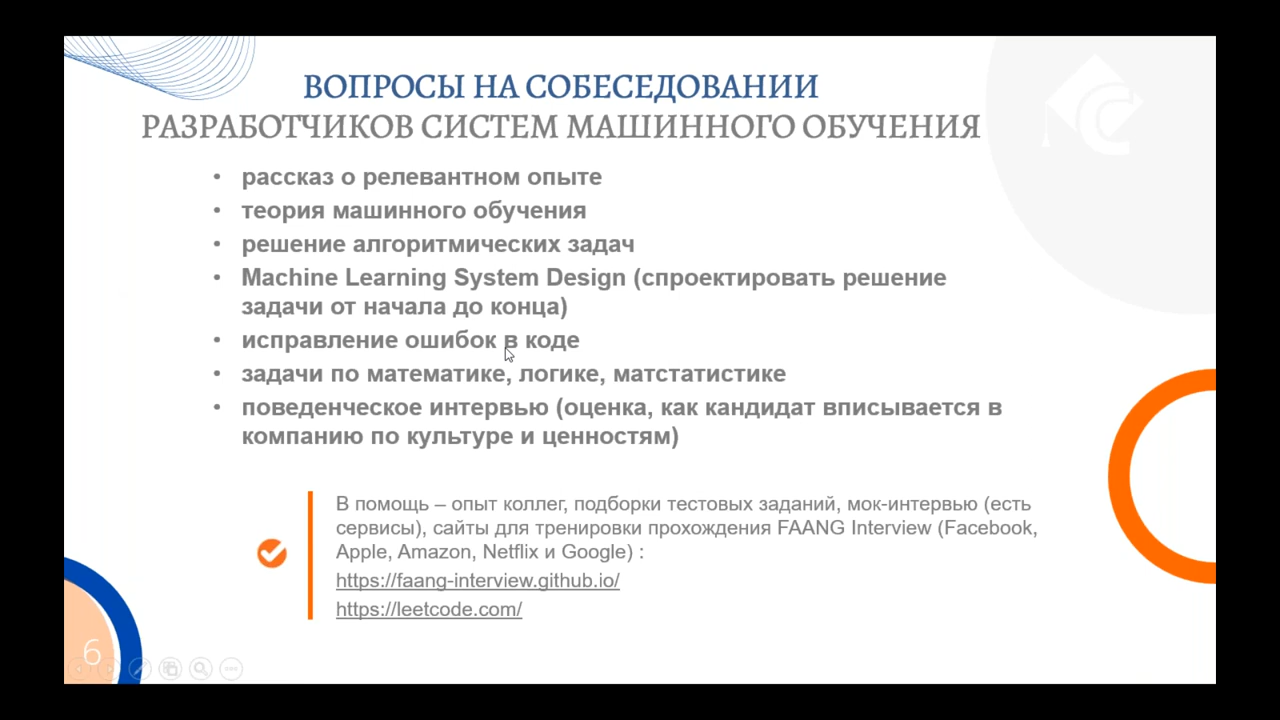 ВОПРОСЫ НА СОБЕСЕДОВАНИИ
РАЗРАБОТЧИКОВ СИСТЕМ МАШИННОГО ОБУЧЕНИЯ
• рассказ о релевантном опыте
• теория машинного обучения
• решение алгоритмических задач
• Machine Learning System Design (спроектировать решение
задачи от начала до конца)
• исправление ошибок в коде
• задачи по математике, логике, матстатистике
• поведенческое интервью (оценка, как кандидат вписывается в
компанию по культуре и ценностям)
В помощь – опыт коллег, подборки тестовых заданий, мок-интервью (есть
сервисы), сайты для тренировки прохождения FAANG Interview (Facebook,
Apple, Amazon, Netflix и Google) :
https://faang-interview.github.io/
https://leetcode.com/
6